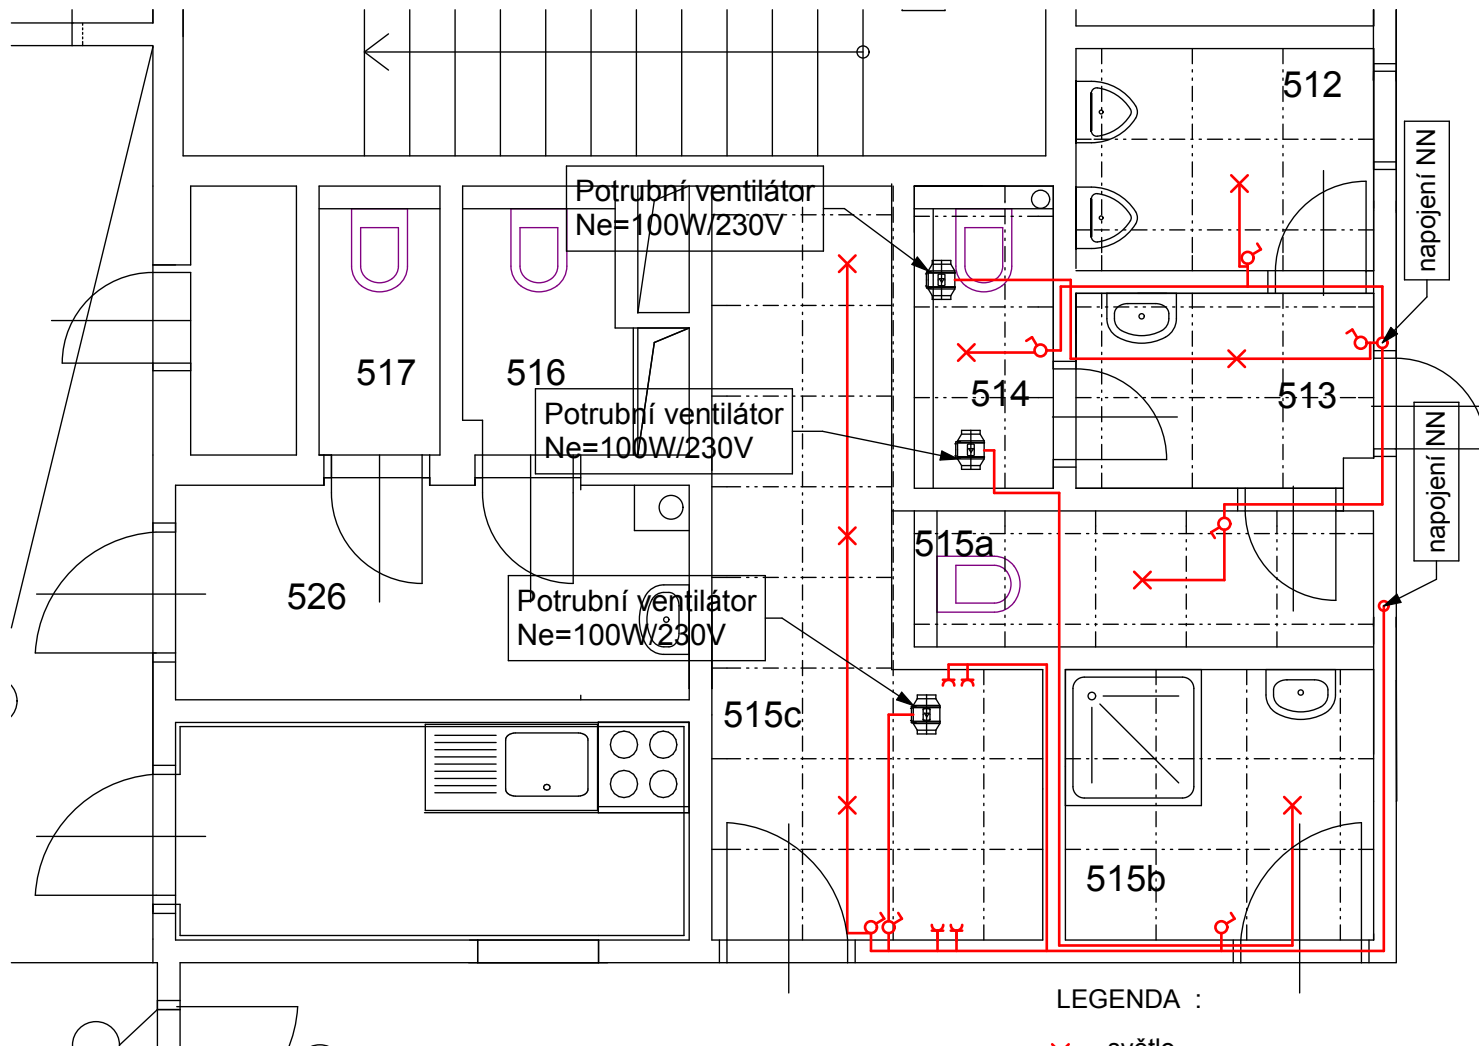 512
napojení NN
Potrubní ventilátor
Ne=100W/230V
517
516
514
513
Potrubní ventilátor
Ne=100W/230V
napojení NN
515a
526
Potrubní ventilátor
Ne=100W/230V
515c
515b
LEGENDA :
světlo